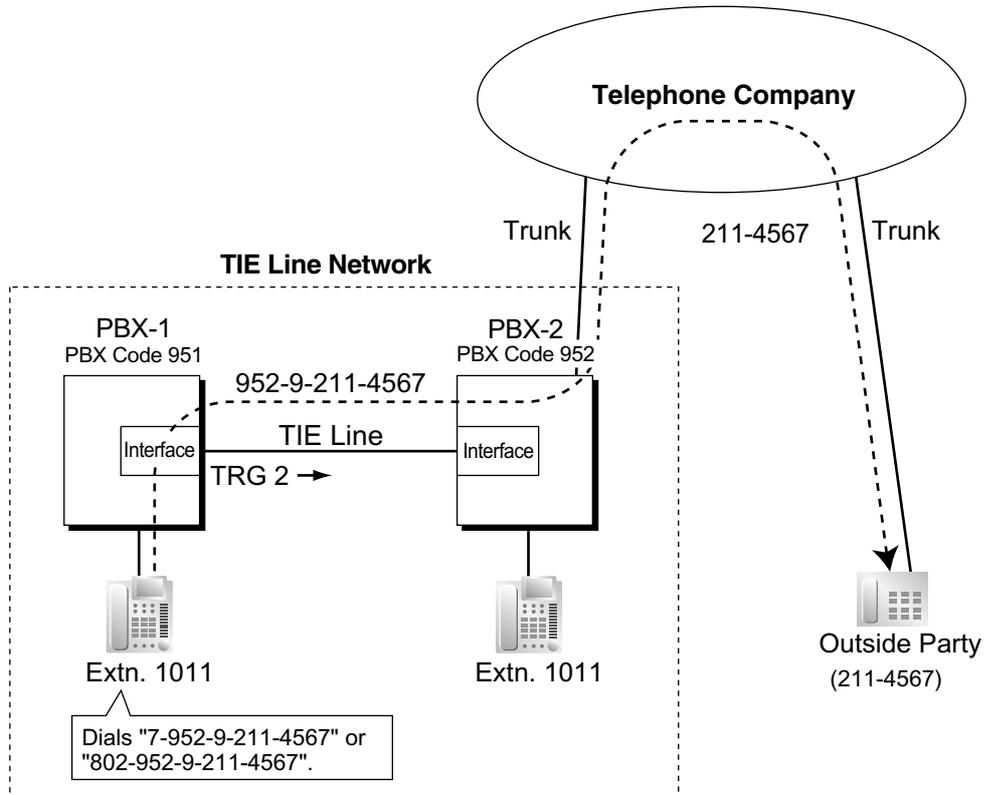 Telephone Company
Trunk
211-4567
Trunk
TIE Line Network
PBX-1
PBX Code 951
PBX-2
PBX Code 952
952-9-211-4567
Interface
TIE Line
Interface
TRG 2
Extn. 1011
Extn. 1011
Outside Party
(211-4567)
Dials "7-952-9-211-4567" or
"802-952-9-211-4567".